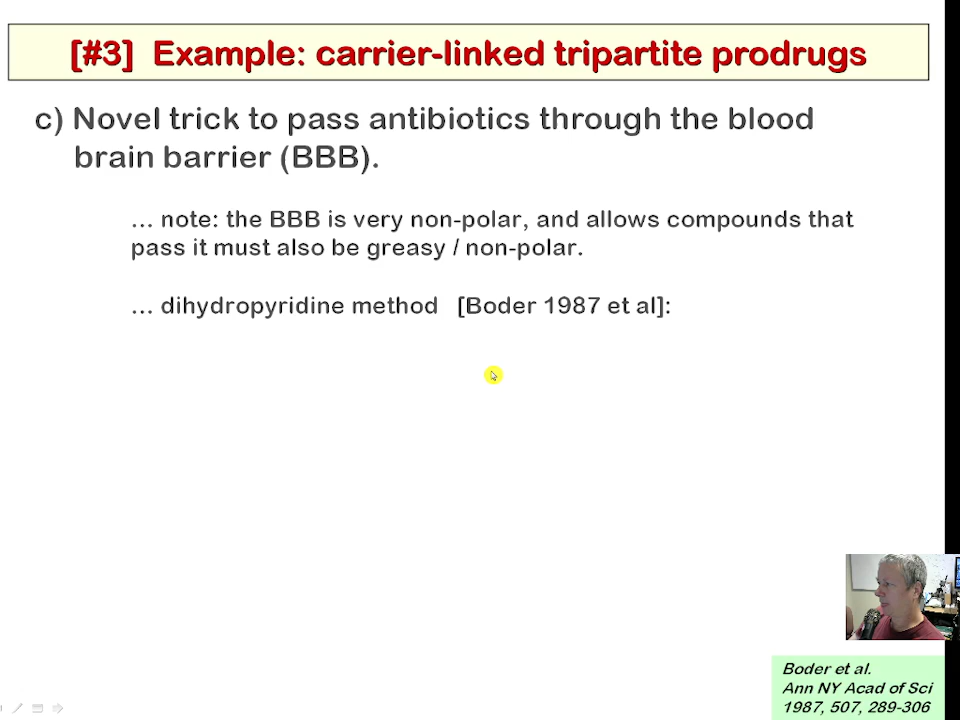 [#3] Example: carrier-linked tripartite prodrugs
c) Novel trick to pass antibiotics through the blood
brain barrier (BBB).
... note: the BBB is very non-polar, and allows compounds that
pass it must also be greasy / non-polar.
... dihydropyridine method [Boder 1987 et al]:
Boder et al.
Ann NY Acad of Sci
1987, 507, 289-306